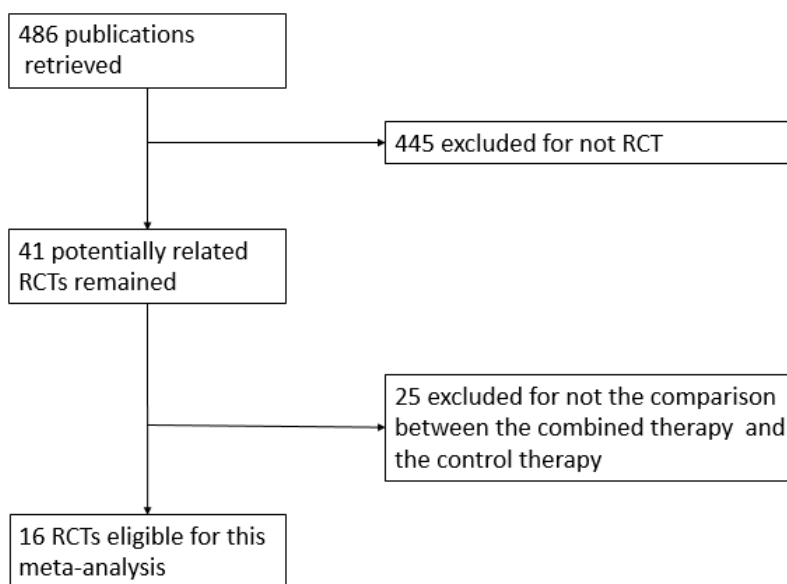 486 publications
retrieved
445 excluded for not RCT
41 potentially related
RCTs remained
25 excluded for not the comparison
between the combined therapy and
the control therapy
16 RCTs eligible for this
meta-analysis